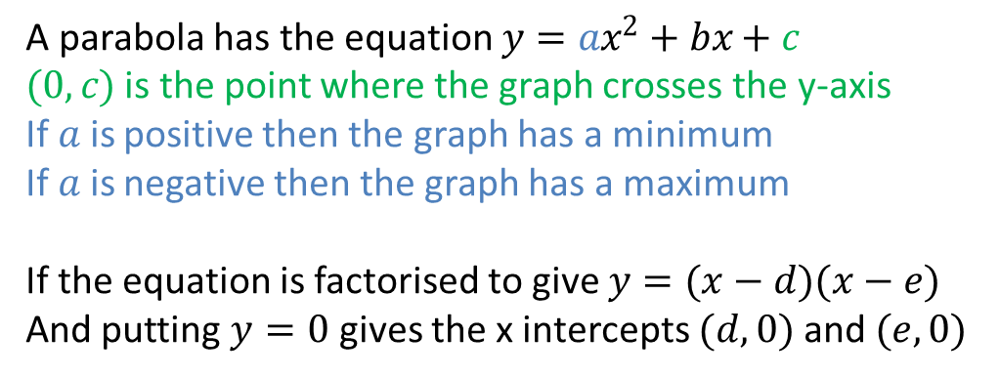 A parabola has the equation y = ax² + bx + c
(0, c) is the point where the graph crosses the y-axis
If a is positive then the graph has a minimum
If a is negative then the graph has a maximum
If the equation is factorised to give y = (x − d)(x − e)
And putting y = 0 gives the x intercepts (d, 0) and (e, 0)